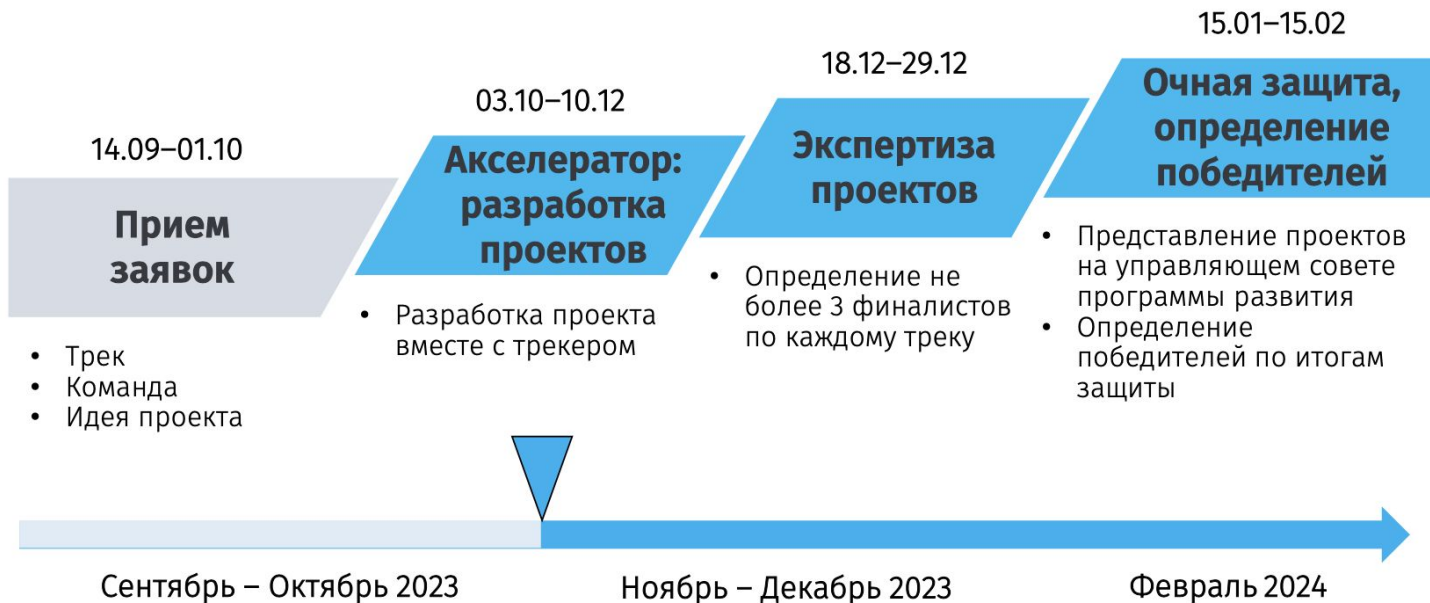 14.09–01.10
Прием
заявок
• Трек
• Команда
• Идея проекта
03.10–10.12
Акселератор:
разработка
проектов
• Разработка проекта
вместе с трекером
18.12–29.12
Экспертиза
проектов
• Определение не
более 3 финалистов
по каждому треку
15.01–15.02
Очная защита,
определение
победителей
• Представление проектов
на управляющем совете
программы развития
• Определение
победителей по итогам
защиты
Сентябрь – Октябрь 2023
Ноябрь – Декабрь 2023
Февраль 2024